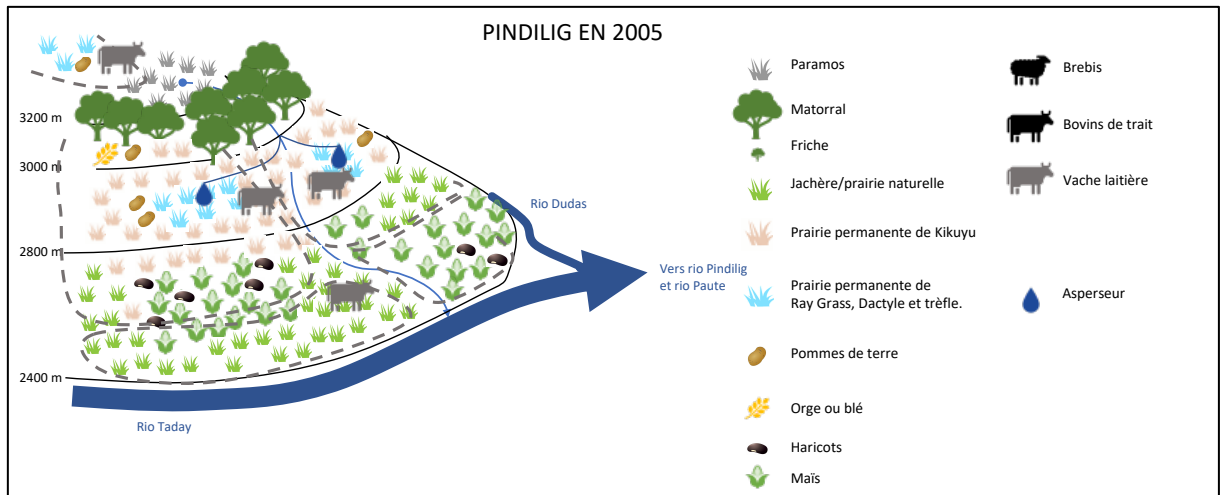 PINDILIG EN 2005
3200 m
3000 m
2800 m
2400 m
Rio Dudas
Vers rio Pindilig
et rio Paute
Rio Taday
Paramos
Matorral
Friche
Jachère/prairie naturelle
Prairie permanente de Kikuyu
Prairie permanente de
Ray Grass, Dactyle et trèfle.
Pommes de terre
Orge ou blé
Haricots
Maïs
Brebis
Bovins de trait
Vache laitière
Asperseur